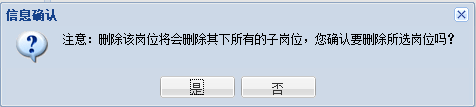 信息确认
注意：删除该岗位将会删除其下所有的子岗位，您确认要删除所选岗位吗？
是
否